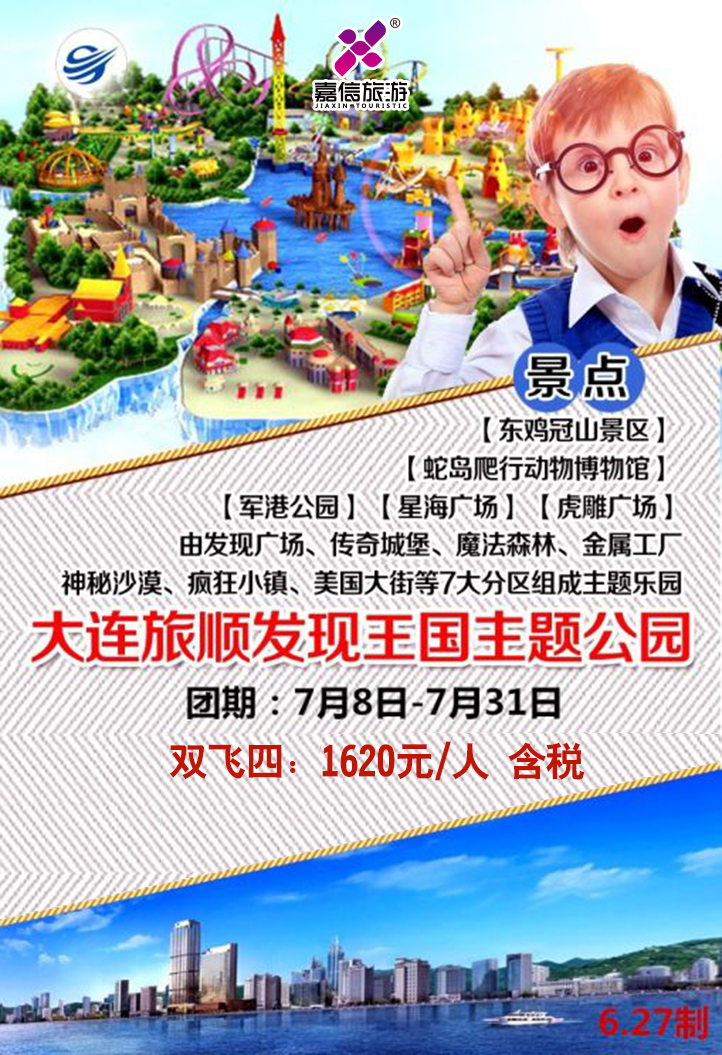 ®
嘉信旅游
JIAXIN TOURISTIC
景点
【东鸡冠山景区】
【蛇岛爬行动物博物馆】
【军港公园】【星海广场】【虎雕广场】
由发现广场、传奇城堡、魔法森林、金属工厂
神秘沙漠、疯狂小镇、美国大街等7大分区组成主题乐园
大连旅顺发现王国主题公园
团期：7月8日-7月31日
双飞四：1620元/人 含税
6.27制